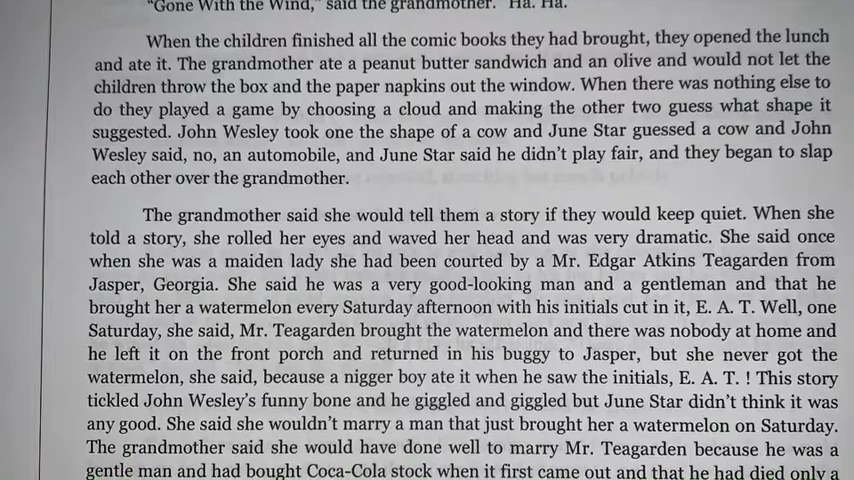 "Gone With the Wind," said the grandmother. "Ha. Ha."
When the children finished all the comic books they had brought, they opened the lunch
and ate it. The grandmother ate a peanut butter sandwich and an olive and would not let the
children throw the box and the paper napkins out the window. When there was nothing else to
do they played a game by choosing a cloud and making the other two guess what shape it
suggested. John Wesley took one the shape of a cow and June Star guessed a cow and John
Wesley said, no, an automobile, and June Star said he didn't play fair, and they began to slap
each other over the grandmother.
The grandmother said she would tell them a story if they would keep quiet. When she
told a story, she rolled her eyes and waved her head and was very dramatic. She said once
when she was a maiden lady she had been courted by a Mr. Edgar Atkins Teagarden from
Jasper, Georgia. She said he was a very good-looking man and a gentleman and that he
brought her a watermelon every Saturday afternoon with his initials cut in it, E. A. T. Well, one
Saturday, she said, Mr. Teagarden brought the watermelon and there was nobody at home and
he left it on the front porch and returned in his buggy to Jasper, but she never got the
watermelon, she said, because a nigger boy ate it when he saw the initials, E. A. T. ! This story
tickled John Wesley's funny bone and he giggled and giggled but June Star didn't think it was
any good. She said she wouldn't marry a man that just brought her a watermelon on Saturday.
The grandmother said she would have done well to marry Mr. Teagarden because he was a
gentle man and had bought Coca-Cola stock when it first came out and that he had died only a